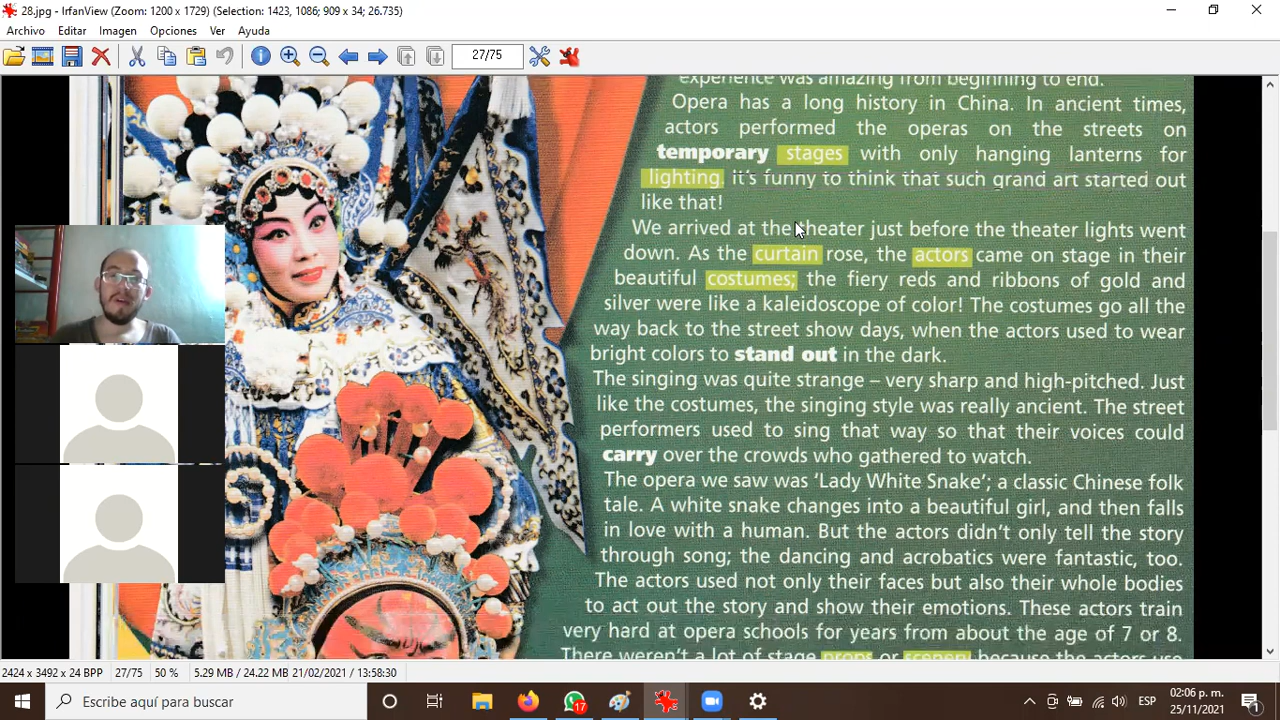 28.jpg - IrfanView (Zoom: 1200 x 1729) (Selection: 1423, 1086; 909 x 34; 26.735)
Archivo Editar Imagen Opciones Ver Ayuda
27/75
experience was amazing from beginning to end.
Opera has a long history in China. In ancient times,
actors performed the operas on the streets on
temporary stages with only hanging lanterns for
lighting. It's funny to think that such grand art started out
like that!
We arrived at the theater just before the theater lights went
down. As the curtain rose, the actors came on stage in their
beautiful costumes; the fiery reds and ribbons of gold and
silver were like a kaleidoscope of color! The costumes go all the
way back to the street show days, when the actors used to wear
bright colors to stand out in the dark.
The singing was quite strange – very sharp and high-pitched. Just
like the costumes, the singing style was really ancient. The street
performers used to sing that way so that their voices could
carry over the crowds who gathered to watch.
The opera we saw was 'Lady White Snake'; a classic Chinese folk
tale. A white snake changes into a beautiful girl, and then falls
in love with a human. But the actors didn't only tell the story
through song; the dancing and acrobatics were fantastic, too.
The actors used not only their faces but also their whole bodies
to act out the story and show their emotions. These actors train
very hard at opera schools for years from about the age of 7 or 8.
There weren't a lot of stage props or scenery because the actors use
2424 x 3492 x 24 BPP 27/75 50 % 5.29 MB / 24.22 MB 21/02/2021 / 13:58:30
Escribe aquí para buscar
17
ESP
02:06 p. m.
25/11/2021
1